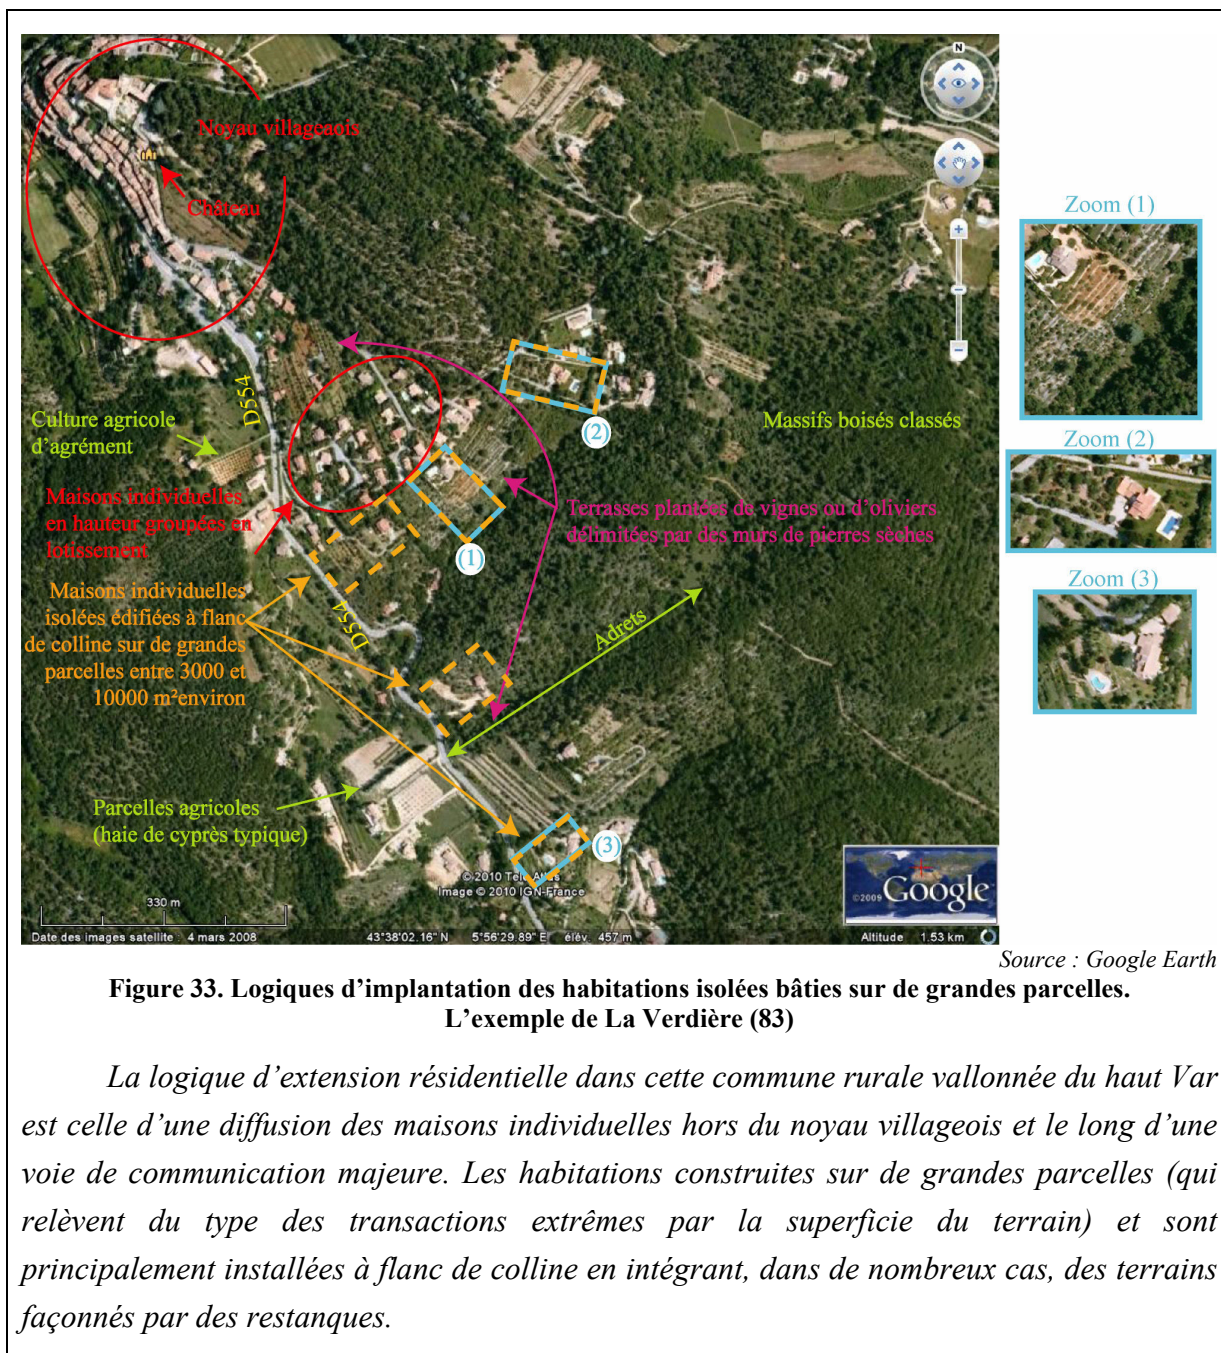 N
Noyau villageaois
Château
Zoom (1)
D554
Culture agricole
d’agrément
(2)
Massifs boisés classés
Zoom (2)
Maisons individuelles
en hauteur groupées en
lotissement
Terrasses plantées de vignes ou d’oliviers
délimitées par des murs de pierres sèches
(1)
Zoom (3)
Maisons individuelles
isolées édifiées à flanc
de colline sur de grandes
parcelles entre 3000 et
10000 m²environ
D554
Adrets
Parcelles agricoles
(haie de cyprès typique)
(3)
© 2010 Tele Atlas
Image © 2010 IGN-France
©2009 Google
330 m
Date des images satellite : 4 mars 2008 43°38'02.16" N 5°56'29.89" E élév. 457 m Altitude 1.53 km
Source : Google Earth
Figure 33. Logiques d’implantation des habitations isolées bâties sur de grandes parcelles.
L’exemple de La Verdière (83)
La logique d’extension résidentielle dans cette commune rurale vallonnée du haut Var
est celle d’une diffusion des maisons individuelles hors du noyau villageois et le long d’une
voie de communication majeure. Les habitations construites sur de grandes parcelles (qui
relèvent du type des transactions extrêmes par la superficie du terrain) et sont
principalement installées à flanc de colline en intégrant, dans de nombreux cas, des terrains
façonnés par des restanques.